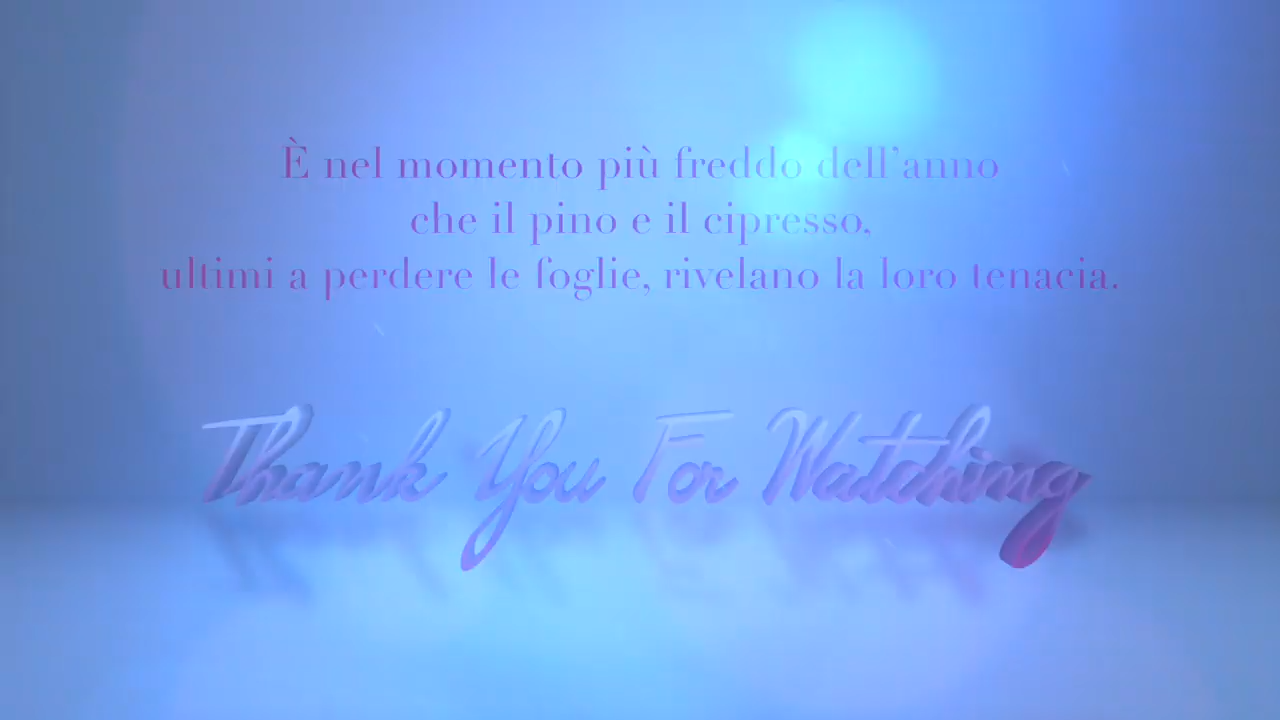 È nel momento più freddo dell’anno
che il pino e il cipresso,
ultimi a perdere le foglie, rivelano la loro tenacia.
Thank You For Watching